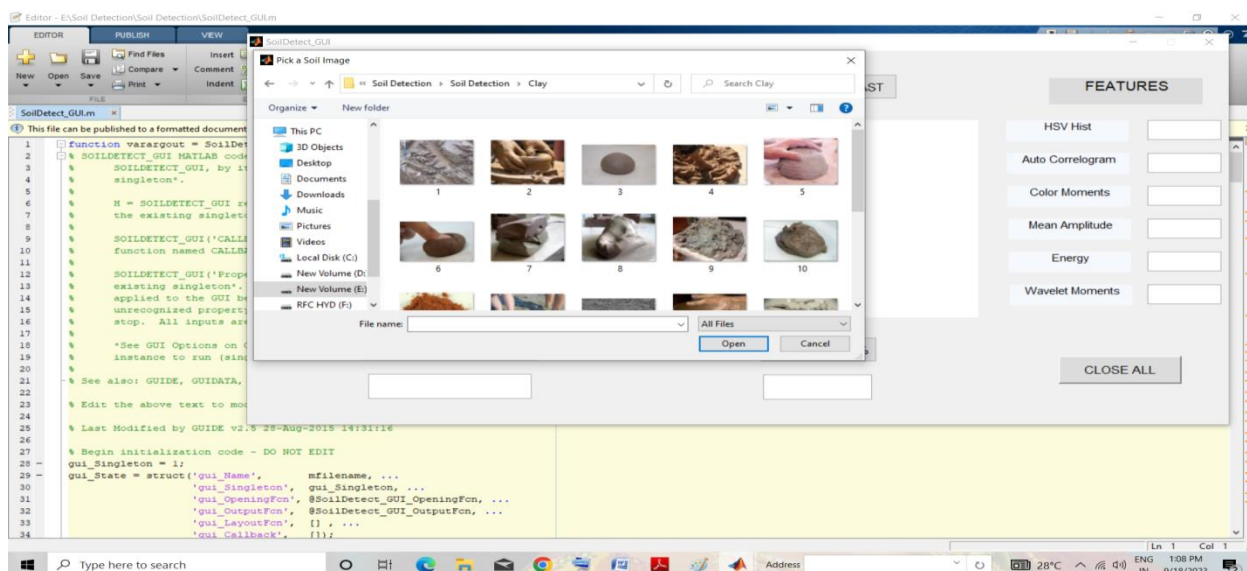 Editor - E:\Soil Detection\Soil Detection\SoilDetect_GUI.m
EDITOR PUBLISH VIEW
New Open Save
Find Files
Compare
Print
Insert
Comment
Indent
FILE
SoilDetect_GUI.m ×
This file can be published to a formatted document
1 function varargout = SoilDet
2 % SOILDETECT_GUI MATLAB code
3 % SOILDETECT_GUI, by it
4 % singleton*.
5 %
6 % H = SOILDETECT_GUI re
7 % the existing singleto
8 %
9 % SOILDETECT_GUI('CALLB
10 % function named CALLBA
11 %
12 % SOILDETECT_GUI('Prope
13 % existing singleton*.
14 % applied to the GUI be
15 % unrecognized property
16 % stop. All inputs are
17 %
18 % *See GUI Options on G
19 % instance to run (sing
20 %
21 % See also: GUIDE, GUIDATA,
22
23 % Edit the above text to mod
24
25 % Last Modified by GUIDE v2.5 28-Aug-2015 14:31:16
26
27 % Begin initialization code - DO NOT EDIT
28 gui_Singleton = 1;
29 gui_State = struct('gui_Name', mfilename, ...
30 'gui_Singleton', gui_Singleton, ...
31 'gui_OpeningFcn', @SoilDetect_GUI_OpeningFcn, ...
32 'gui_OutputFcn', @SoilDetect_GUI_OutputFcn, ...
33 'gui_LayoutFcn', [] , ...
34 'gui_Callback', []);
SoilDetect_GUI
Pick a Soil Image
« Soil Detection › Soil Detection › Clay
Search Clay
Organize New folder
This PC
3D Objects
Desktop
Documents
Downloads
Music
Pictures
Videos
Local Disk (C:)
New Volume (D:
New Volume (E:)
RFC HYD (F:)
1 2 3 4 5
6 7 8 9 10
File name:
All Files
Open Cancel
AST
FEATURES
HSV Hist
Auto Correlogram
Color Moments
Mean Amplitude
Energy
Wavelet Moments
CLOSE ALL
Ln 1 Col 1
Type here to search
Address
28°C
ENG
IN
1:08 PM
9/18/2023